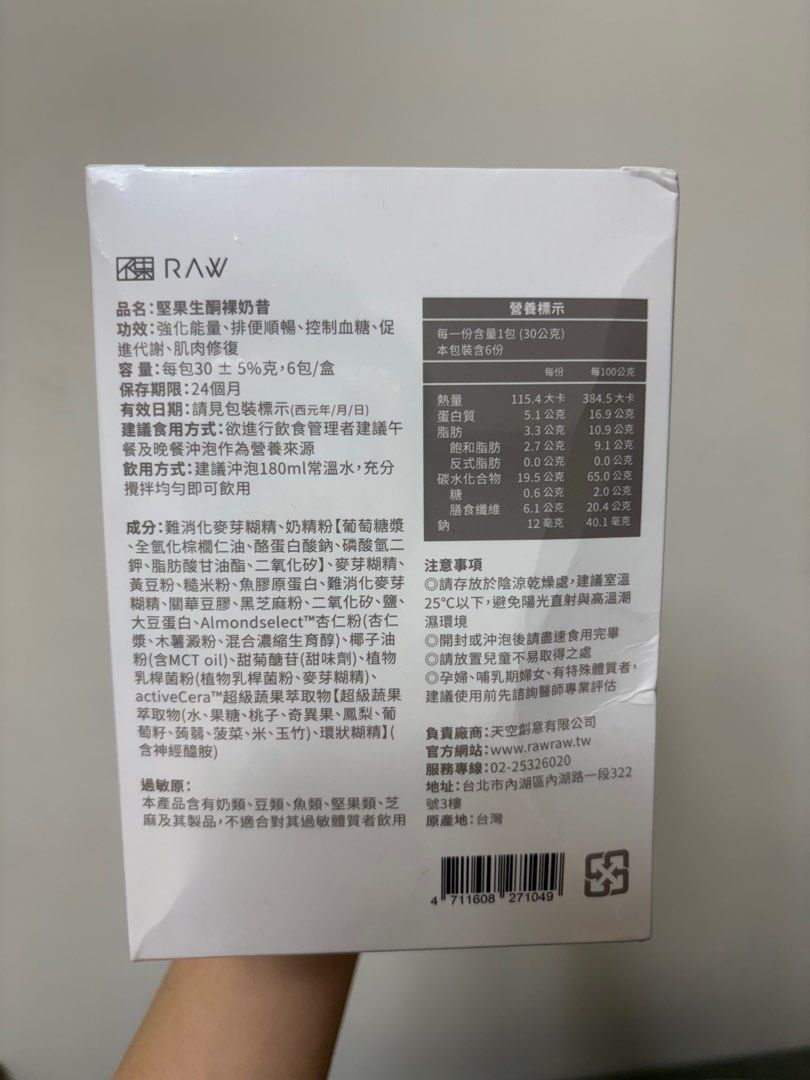 裸果 RAW
品名：堅果生酮裸奶昔
功效：強化能量、排便順暢、控制血糖、促
進代謝、肌肉修復
容 量：每包30 ± 5%克，6包/盒
保存期限：24個月
有效日期：請見包裝標示(西元年/月/日)
建議食用方式：欲進行飲食管理者建議午
餐及晚餐沖泡作為營養來源
飲用方式：建議沖泡180ml常溫水，充分
攪拌均勻即可飲用
成分：難消化麥芽糊精、奶精粉【葡萄糖漿
、全氫化棕櫚仁油、酪蛋白酸鈉、磷酸氫二
鉀、脂肪酸甘油酯、二氧化矽】、麥芽糊精、
黃豆粉、糙米粉、魚膠原蛋白、難消化麥芽
糊精、關華豆膠、黑芝麻粉、二氧化矽、鹽、
大豆蛋白、Almondselect™杏仁粉(杏仁
漿、木薯澱粉、混合濃縮生育醇)、椰子油
粉(含MCT oil)、甜菊醣苷(甜味劑)、植物
乳桿菌粉(植物乳桿菌粉、麥芽糊精)、
activeCera™超級蔬果萃取物【超級蔬果
萃取物(水、果糖、桃子、奇異果、鳳梨、葡
萄籽、蒟蒻、菠菜、米、玉竹)、環狀糊精】(
含神經醯胺)
過敏原：
本產品含有奶類、豆類、魚類、堅果類、芝
麻及其製品，不適合對其過敏體質者飲用
營養標示
每一份含量1包 (30公克)
本包裝含6份
每份 每100公克
熱量 115.4 大卡 384.5 大卡
蛋白質 5.1 公克 16.9 公克
脂肪 3.3 公克 10.9 公克
飽和脂肪 2.7 公克 9.1 公克
反式脂肪 0.0 公克 0.0 公克
碳水化合物 19.5 公克 65.0 公克
糖 0.6 公克 2.0 公克
膳食纖維 6.1 公克 20.4 公克
鈉 12 毫克 40.1 毫克
注意事項
◎請存放於陰涼乾燥處，建議室溫
25℃以下，避免陽光直射與高溫潮
濕環境
◎開封或沖泡後請盡速食用完畢
◎請放置兒童不易取得之處
◎孕婦、哺乳期婦女、有特殊體質者，
建議使用前先諮詢醫師專業評估
負責廠商：天空創意有限公司
官方網站：www.rawraw.tw
服務專線：02-25326020
地址：台北市內湖區內湖路一段322
號3樓
原產地：台灣
4 711608 271049